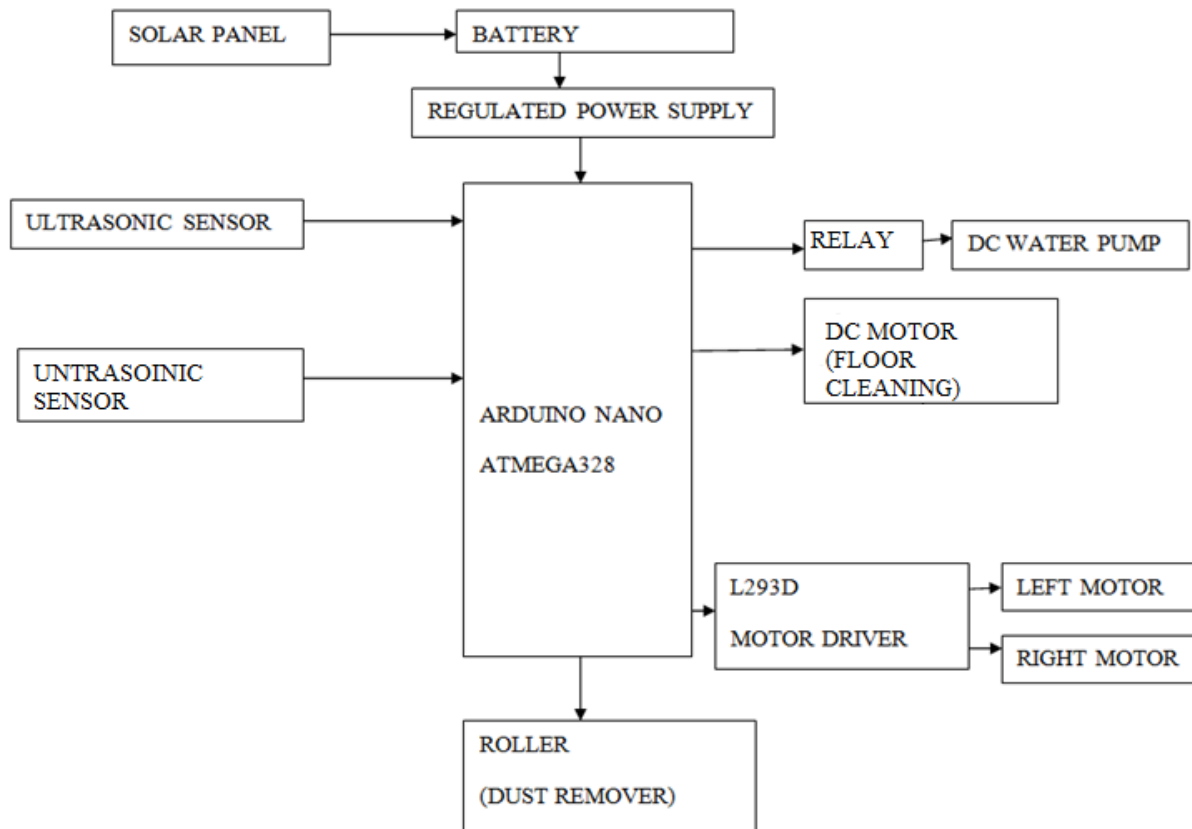 SOLAR PANEL
BATTERY
REGULATED POWER SUPPLY
ULTRASONIC SENSOR
RELAY
DC WATER PUMP
UNTRASOINIC
SENSOR
DC MOTOR
(FLOOR
CLEANING)
ARDUINO NANO
ATMEGA328
L293D
MOTOR DRIVER
LEFT MOTOR
RIGHT MOTOR
ROLLER
(DUST REMOVER)